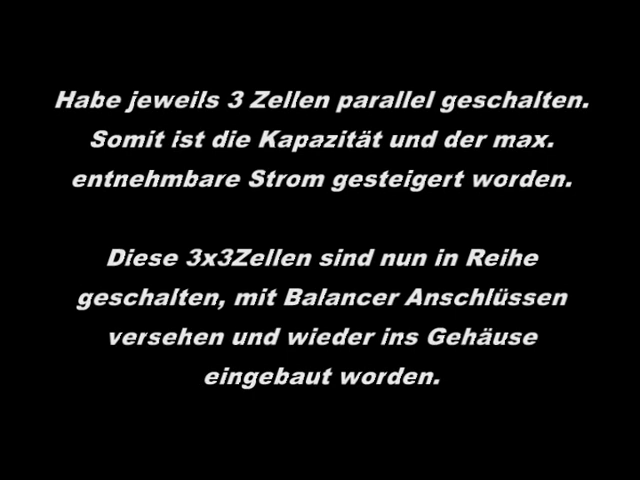 Habe jeweils 3 Zellen parallel geschalten.
Somit ist die Kapazität und der max.
entnehmbare Strom gesteigert worden.
Diese 3x3Zellen sind nun in Reihe
geschalten, mit Balancer Anschlüssen
versehen und wieder ins Gehäuse
eingebaut worden.